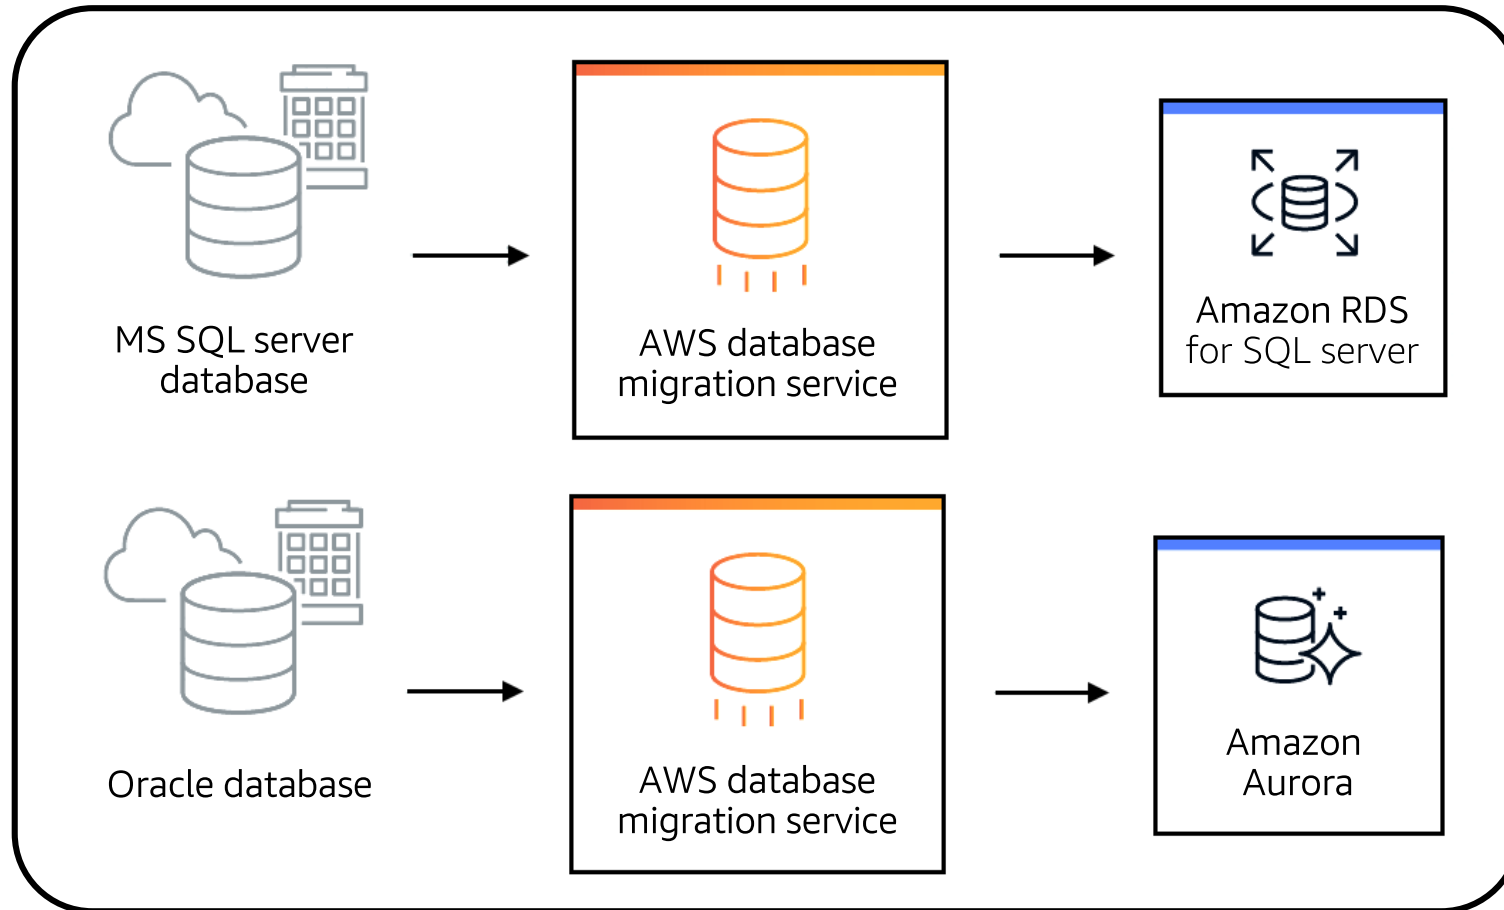 MS SQL server
database
AWS database
migration service
Amazon RDS
for SQL server
Oracle database
AWS database
migration service
Amazon
Aurora